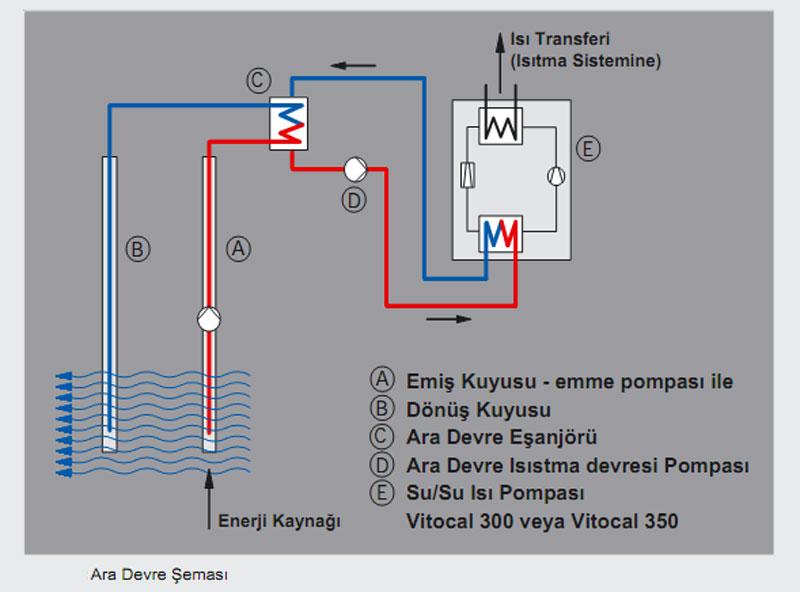 Isı Transferi
(Isıtma Sistemine)
C
E
D
B
A
A Emiş Kuyusu - emme pompası ile
B Dönüş Kuyusu
C Ara Devre Eşanjörü
D Ara Devre Isıstma devresi Pompası
E Su/Su Isı Pompası
Vitocal 300 veya Vitocal 350
Enerji Kaynağı
Ara Devre Şeması